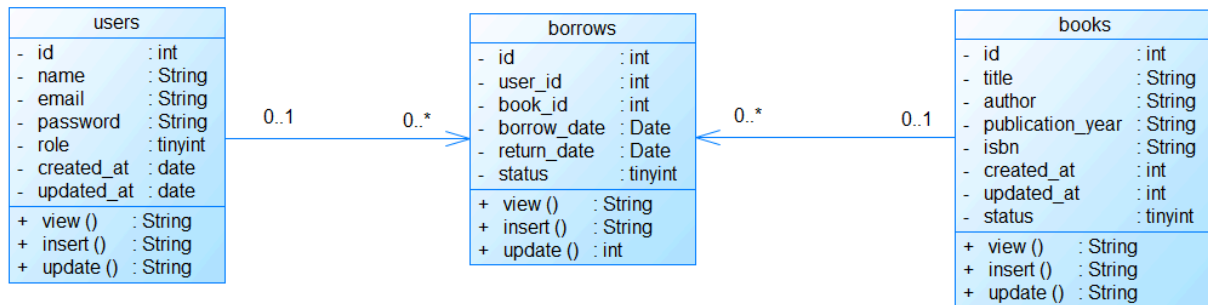 users
- id : int
- name : String
- email : String
- password : String
- role : tinyint
- created_at : date
- updated_at : date
+ view () : String
+ insert () : String
+ update () : String
0..1
0..*
borrows
- id : int
- user_id : int
- book_id : int
- borrow_date : Date
- return_date : Date
- status : tinyint
+ view () : String
+ insert () : String
+ update () : int
0..*
0..1
books
- id : int
- title : String
- author : String
- publication_year : String
- isbn : String
- created_at : int
- updated_at : int
- status : tinyint
+ view () : String
+ insert () : String
+ update () : String